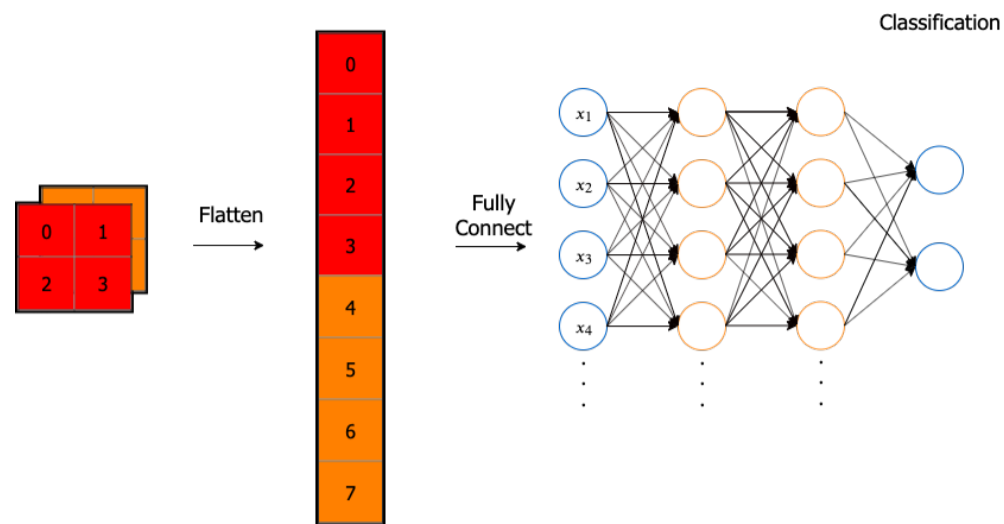 Classification
0 1
2 3
Flatten
0
1
2
3
4
5
6
7
Fully
Connect
x₁
x₂
x₃
x₄